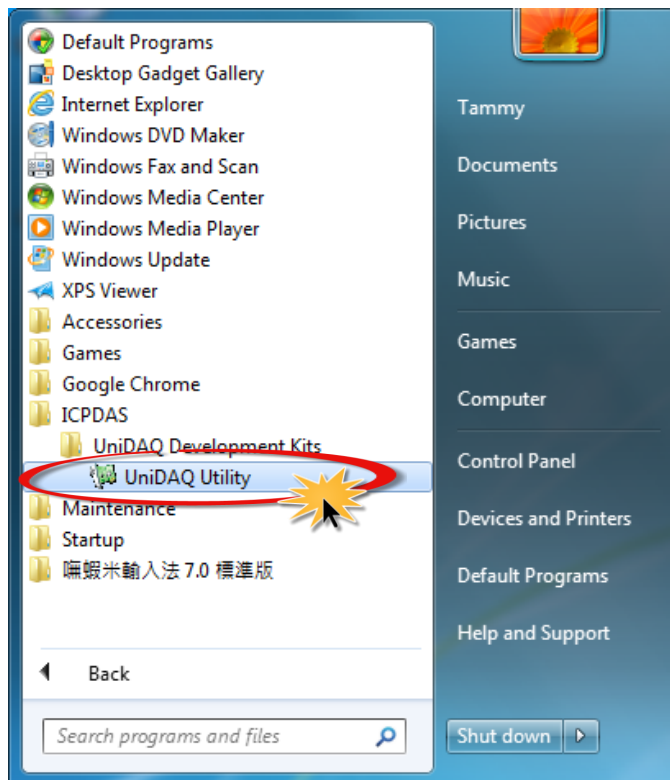 Default Programs
Desktop Gadget Gallery
Internet Explorer
Windows DVD Maker
Windows Fax and Scan
Windows Media Center
Windows Media Player
Windows Update
XPS Viewer
Accessories
Games
Google Chrome
ICPDAS
UniDAQ Development Kits
UniDAQ Utility
Maintenance
Startup
嘸蝦米輸入法 7.0 標準版
Back
Search programs and files
Tammy
Documents
Pictures
Music
Games
Computer
Control Panel
Devices and Printers
Default Programs
Help and Support
Shut down